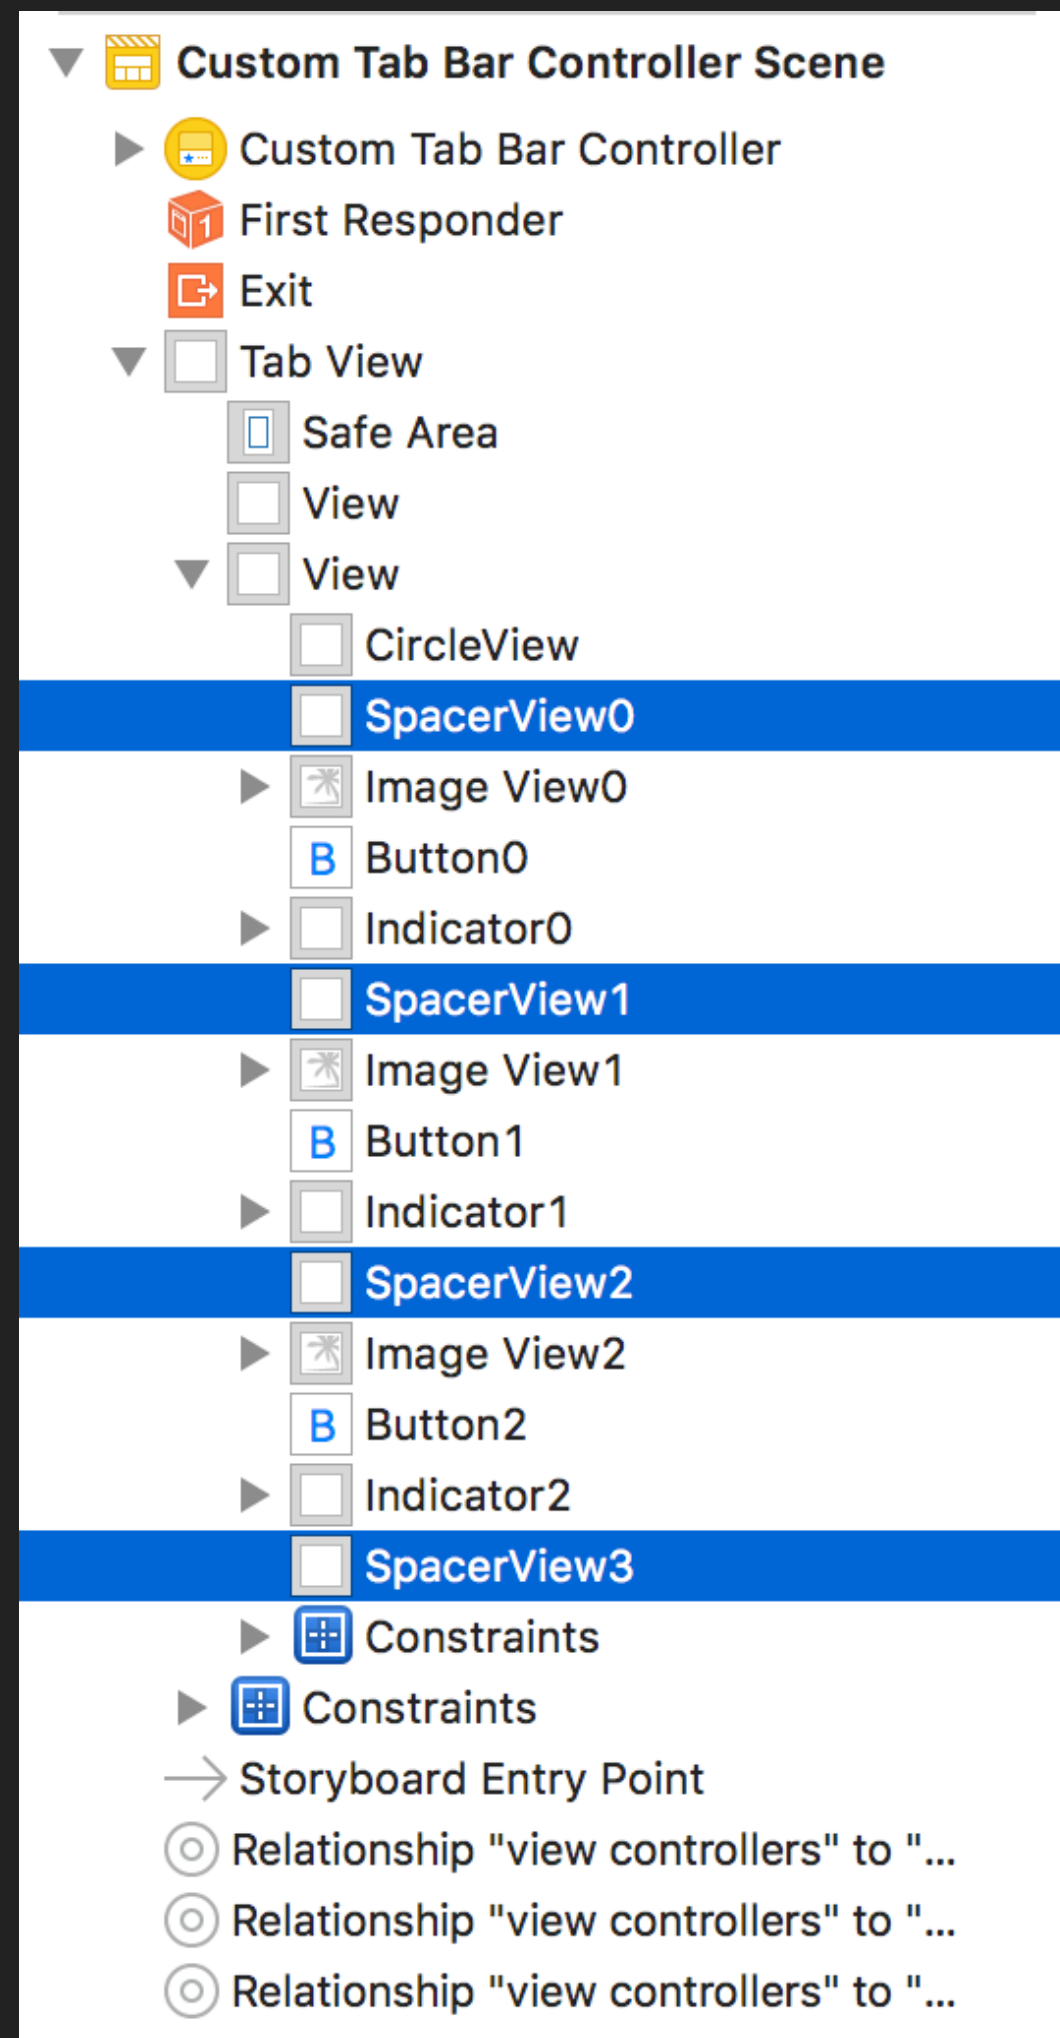 Custom Tab Bar Controller Scene
Custom Tab Bar Controller
1 First Responder
Exit
Tab View
Safe Area
View
View
CircleView
SpacerView0
Image View0
B Button0
Indicator0
SpacerView1
Image View1
B Button1
Indicator1
SpacerView2
Image View2
B Button2
Indicator2
SpacerView3
Constraints
Constraints
Storyboard Entry Point
Relationship "view controllers" to "...
Relationship "view controllers" to "...
Relationship "view controllers" to "...